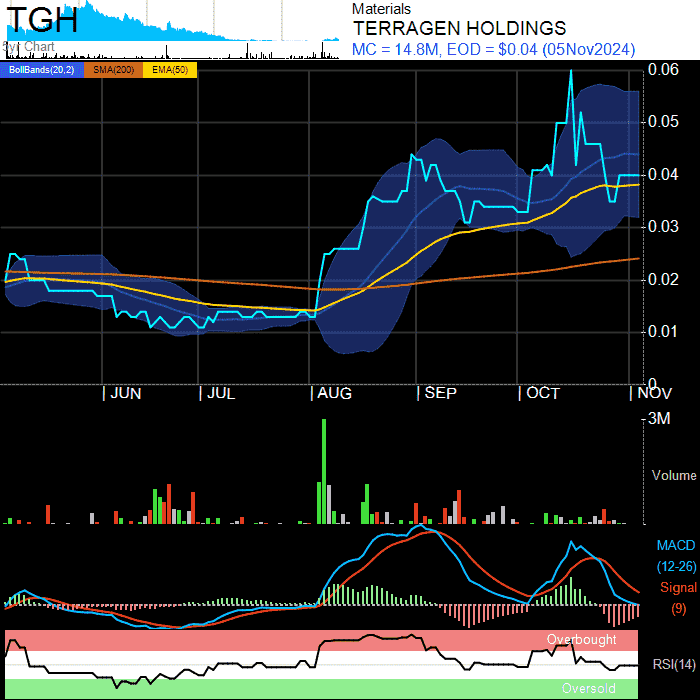 TGH
5yr Chart
Materials
TERRAGEN HOLDINGS
MC = 14.8M, EOD = $0.04 (05Nov2024)
BollBands(20,2) SMA(200) EMA(50)
0.06
0.05
0.04
0.03
0.02
0.01
0
JUN JUL AUG SEP OCT NOV
3M
Volume
MACD
(12-26)
Signal
(9)
Overbought
RSI(14)
Oversold